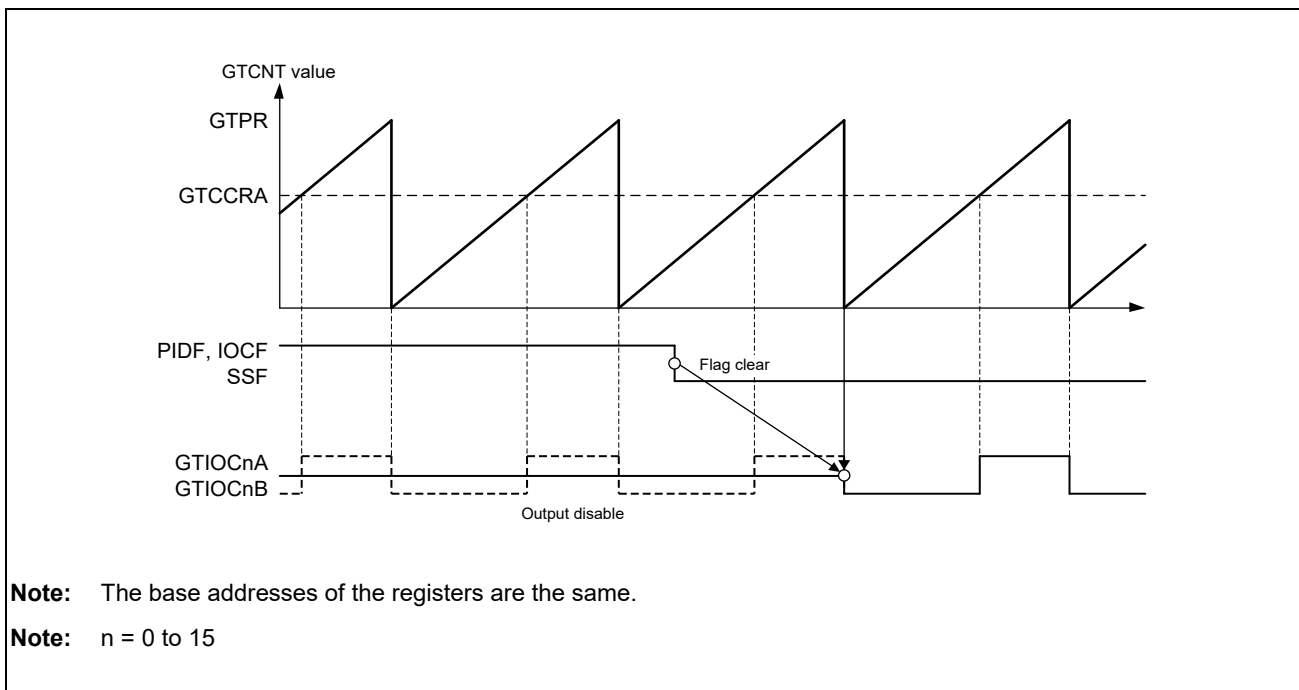 GTCNT value
GTPR
GTCCRA
PIDF, IOCF
SSF
Flag clear
GTIOCnA
GTIOCnB
Output disable
Note: The base addresses of the registers are the same.
Note: n = 0 to 15